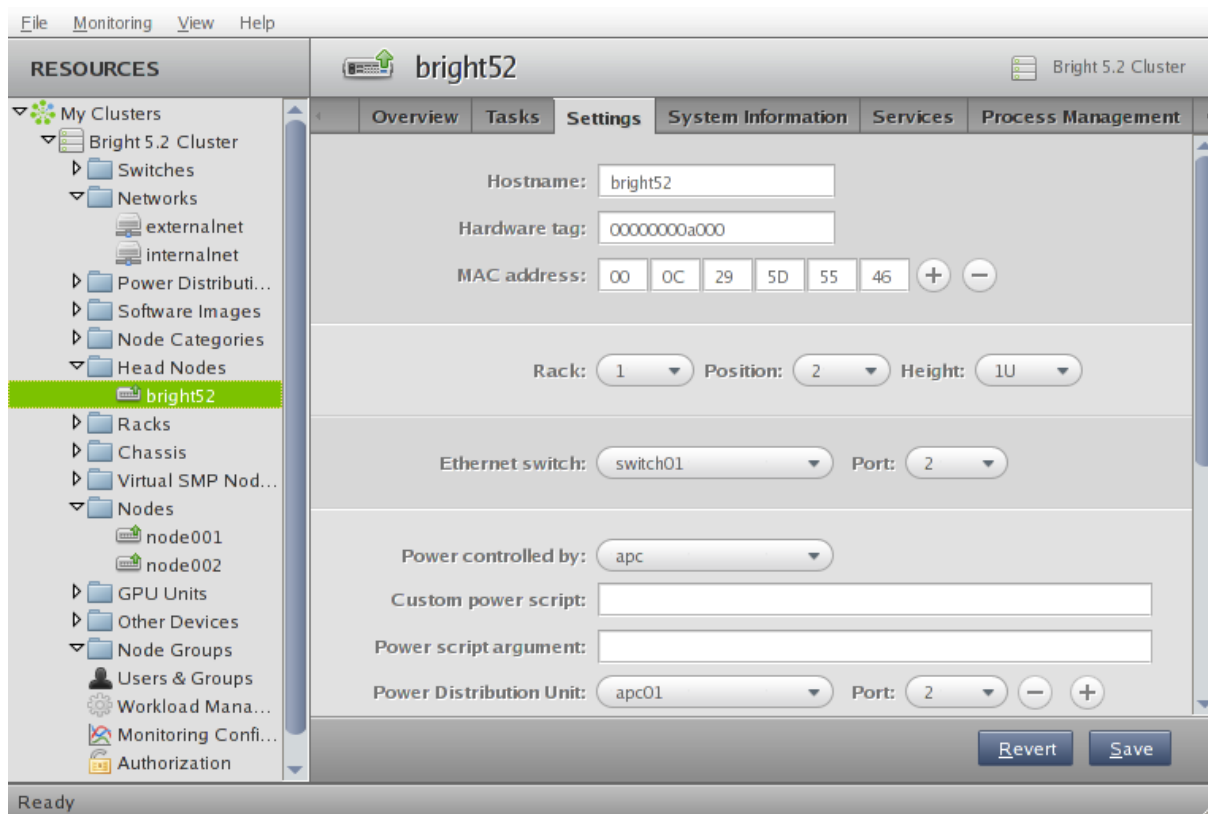 File Monitoring View Help
RESOURCES
bright52
Bright 5.2 Cluster
My Clusters
Bright 5.2 Cluster
Switches
Networks
externalnet
internalnet
Power Distributi...
Software Images
Node Categories
Head Nodes
bright52
Racks
Chassis
Virtual SMP Nod...
Nodes
node001
node002
GPU Units
Other Devices
Node Groups
Users & Groups
Workload Mana...
Monitoring Confi...
Authorization
Overview Tasks Settings System Information Services Process Management
Hostname: bright52
Hardware tag: 00000000a000
MAC address: 00 0C 29 5D 55 46
Rack: 1 Position: 2 Height: 1U
Ethernet switch: switch01 Port: 2
Power controlled by: apc
Custom power script:
Power script argument:
Power Distribution Unit: apc01 Port: 2
Revert Save
Ready